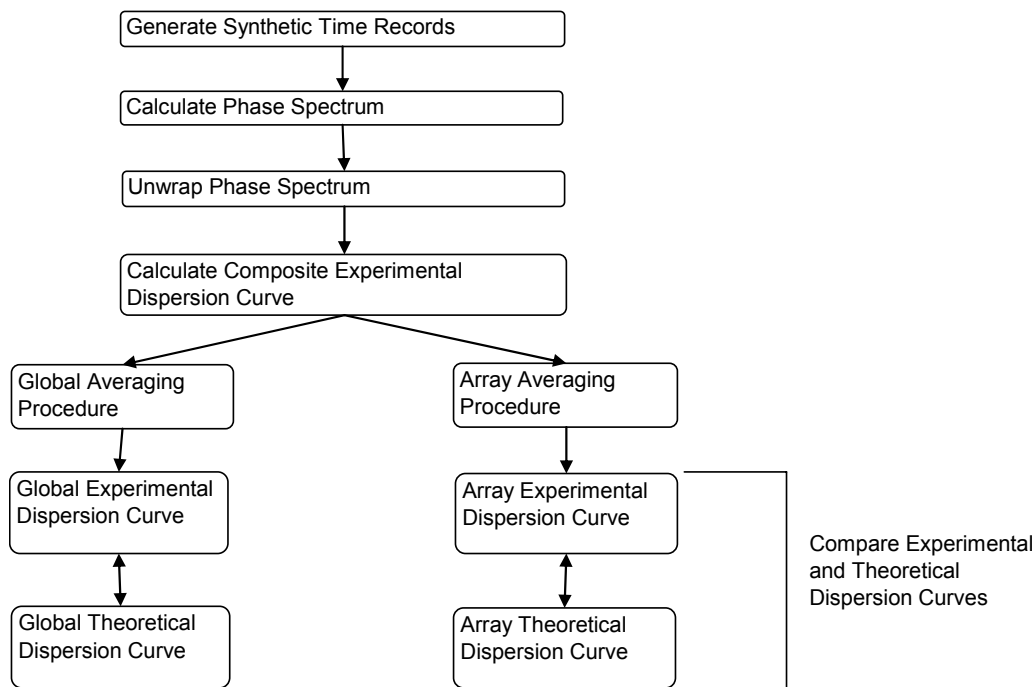 Generate Synthetic Time Records
Calculate Phase Spectrum
Unwrap Phase Spectrum
Calculate Composite Experimental
Dispersion Curve
Global Averaging
Procedure
Array Averaging
Procedure
Global Experimental
Dispersion Curve
Array Experimental
Dispersion Curve
Compare Experimental
and Theoretical
Dispersion Curves
Global Theoretical
Dispersion Curve
Array Theoretical
Dispersion Curve